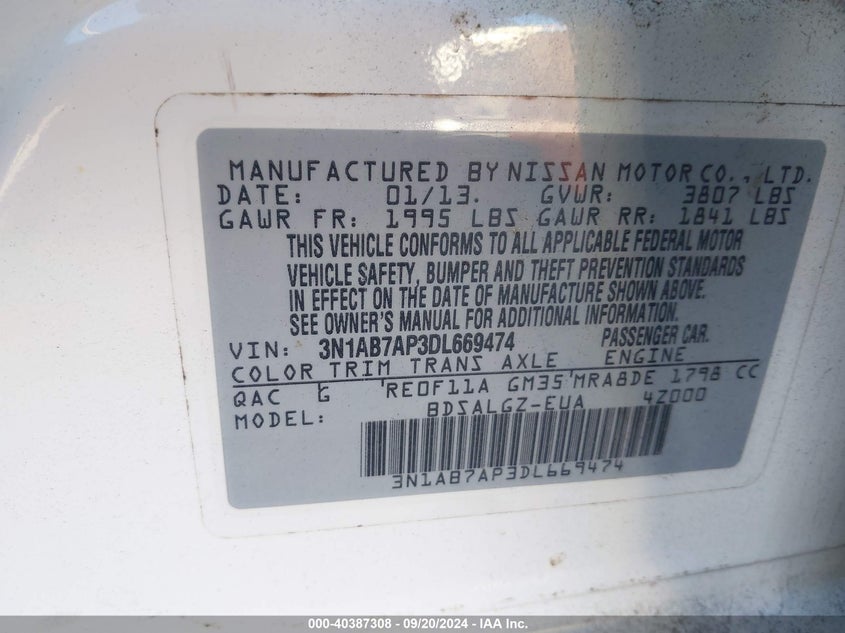 MANUFACTURED BY NISSAN MOTOR CO., LTD.
DATE: 01/13. GVWR: 3807 LBS
GAWR FR: 1995 LBS GAWR RR: 1841 LBS
THIS VEHICLE CONFORMS TO ALL APPLICABLE FEDERAL MOTOR
VEHICLE SAFETY, BUMPER AND THEFT PREVENTION STANDARDS
IN EFFECT ON THE DATE OF MANUFACTURE SHOWN ABOVE.
SEE OWNER'S MANUAL FOR ADDITIONAL INFORMATION.
VIN: 3N1AB7AP3DL669474 PASSENGER CAR.
COLOR TRIM TRANS AXLE ENGINE
QAC G RE0F11A GM35 MRA8DE 1798 CC
MODEL: BDSALGZ-EUA 4Z000
3N1AB7AP3DL669474
000-40387308 - 09/20/2024 - IAA Inc.